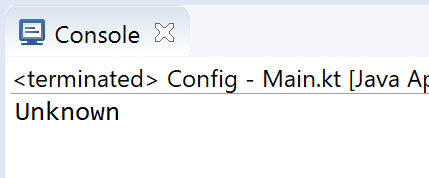 Console
<terminated> Config - Main.kt [Java Ap
Unknown